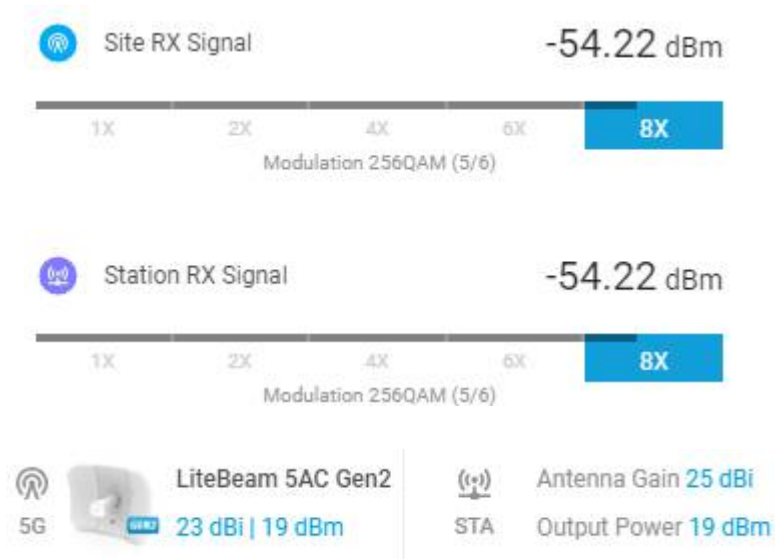 Site RX Signal -54.22 dBm
1X 2X 4X 6X 8X
Modulation 256QAM (5/6)
Station RX Signal -54.22 dBm
1X 2X 4X 6X 8X
Modulation 256QAM (5/6)
LiteBeam 5AC Gen2 Antenna Gain 25 dBi
5G GEN2 23 dBi | 19 dBm STA Output Power 19 dBm